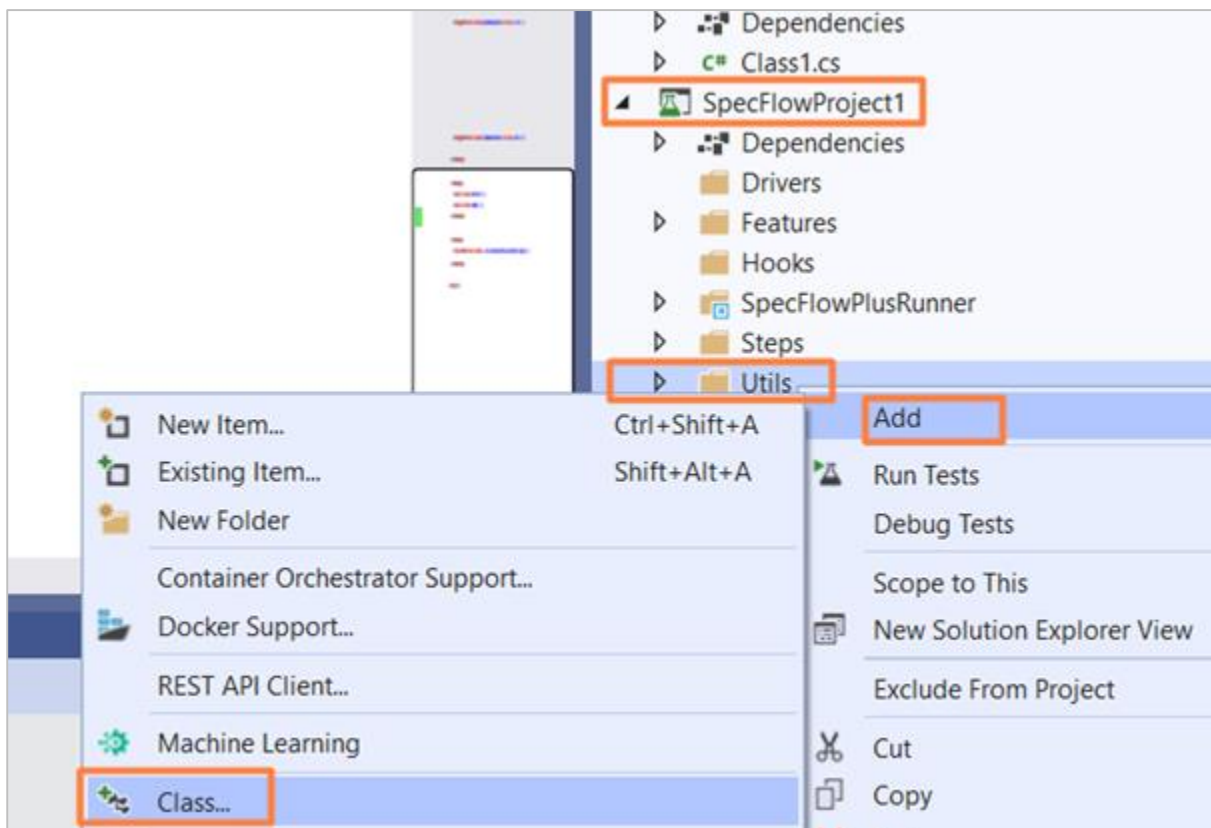 Dependencies
C# Class1.cs
SpecFlowProject1
Dependencies
Drivers
Features
Hooks
SpecFlowPlusRunner
Steps
Utils
New Item... Ctrl+Shift+A
Existing Item... Shift+Alt+A
New Folder
Container Orchestrator Support...
Docker Support...
REST API Client...
Machine Learning
Class...
Add
Run Tests
Debug Tests
Scope to This
New Solution Explorer View
Exclude From Project
Cut
Copy